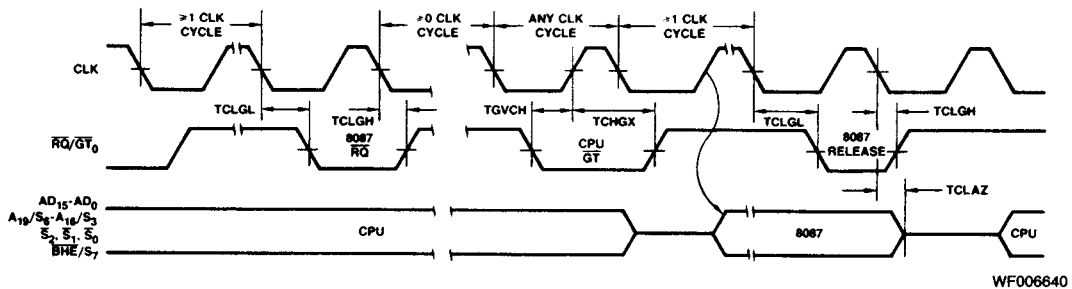 ≥1 CLK CYCLE
≠0 CLK CYCLE
ANY CLK CYCLE
≠1 CLK CYCLE
CLK
TCLGL
TCLGH
TGVCH
TCHGX
TCLGL
TCLGH
RQ/GT0
8087 RQ
CPU GT
8087 RELEASE
TCLAZ
AD15-AD0
A19/S6-A16/S3
S2, S1, S0
BHE/S7
CPU
8087
CPU
WF006640